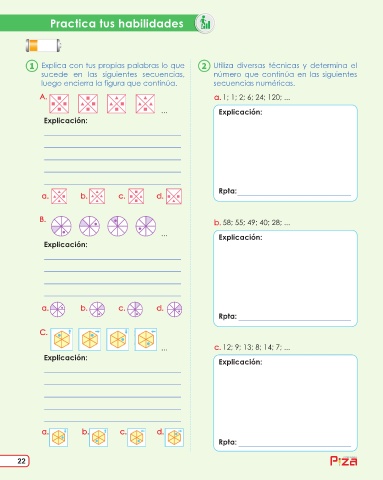 Practica tus habilidades
1 Explica con tus propias palabras lo que
sucede en las siguientes secuencias,
luego encierra la figura que continúa.
A.
...
Explicación:
a. b. c. d.
B.
...
Explicación:
a. b. c. d.
C.
...
Explicación:
a. b. c. d.
2 Utiliza diversas técnicas y determina el
número que continúa en las siguientes
secuencias numéricas.
a. 1; 1; 2; 6; 24; 120; ...
Explicación:
Rpta:
b. 58; 55; 49; 40; 28; ...
Explicación:
Rpta:
c. 12; 9; 13; 8; 14; 7; ...
Explicación:
Rpta:
22